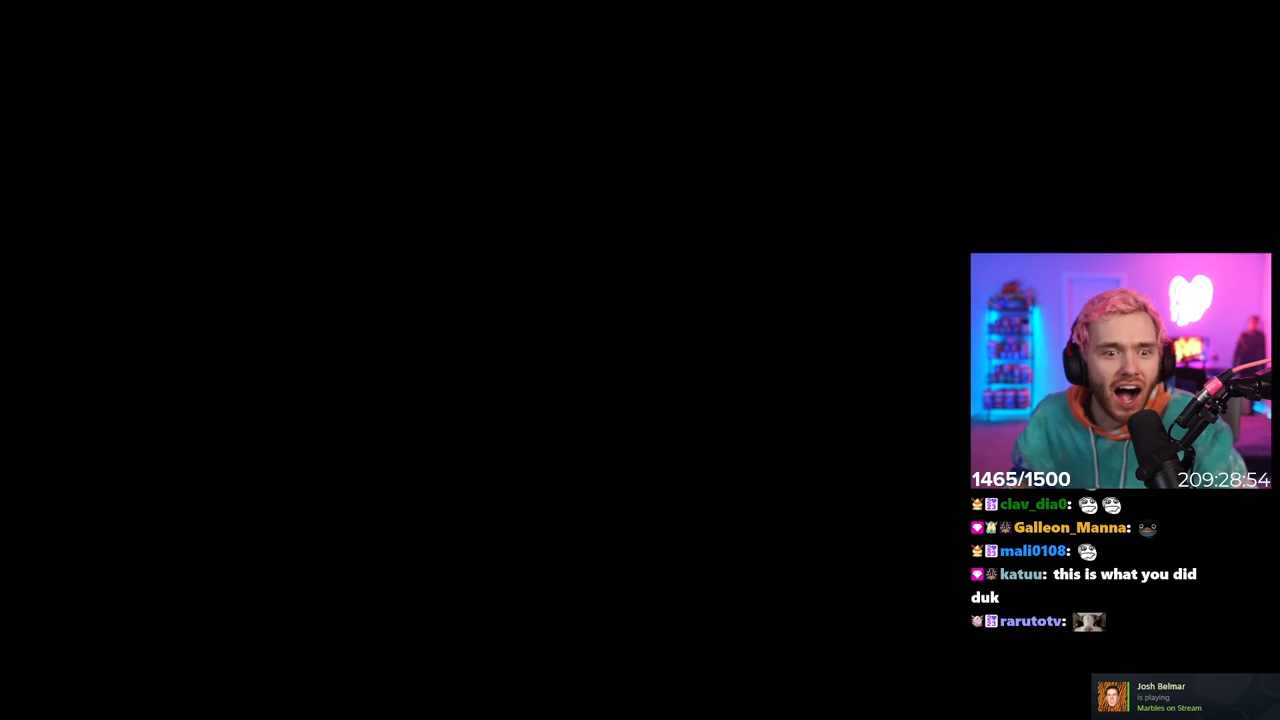 1465/1500
209:28:54
clav_dia0:
Galleon_Manna:
mali0108:
katuu: this is what you did
duk
rarutotv:
Josh Belmar
is playing
Marbles on Stream